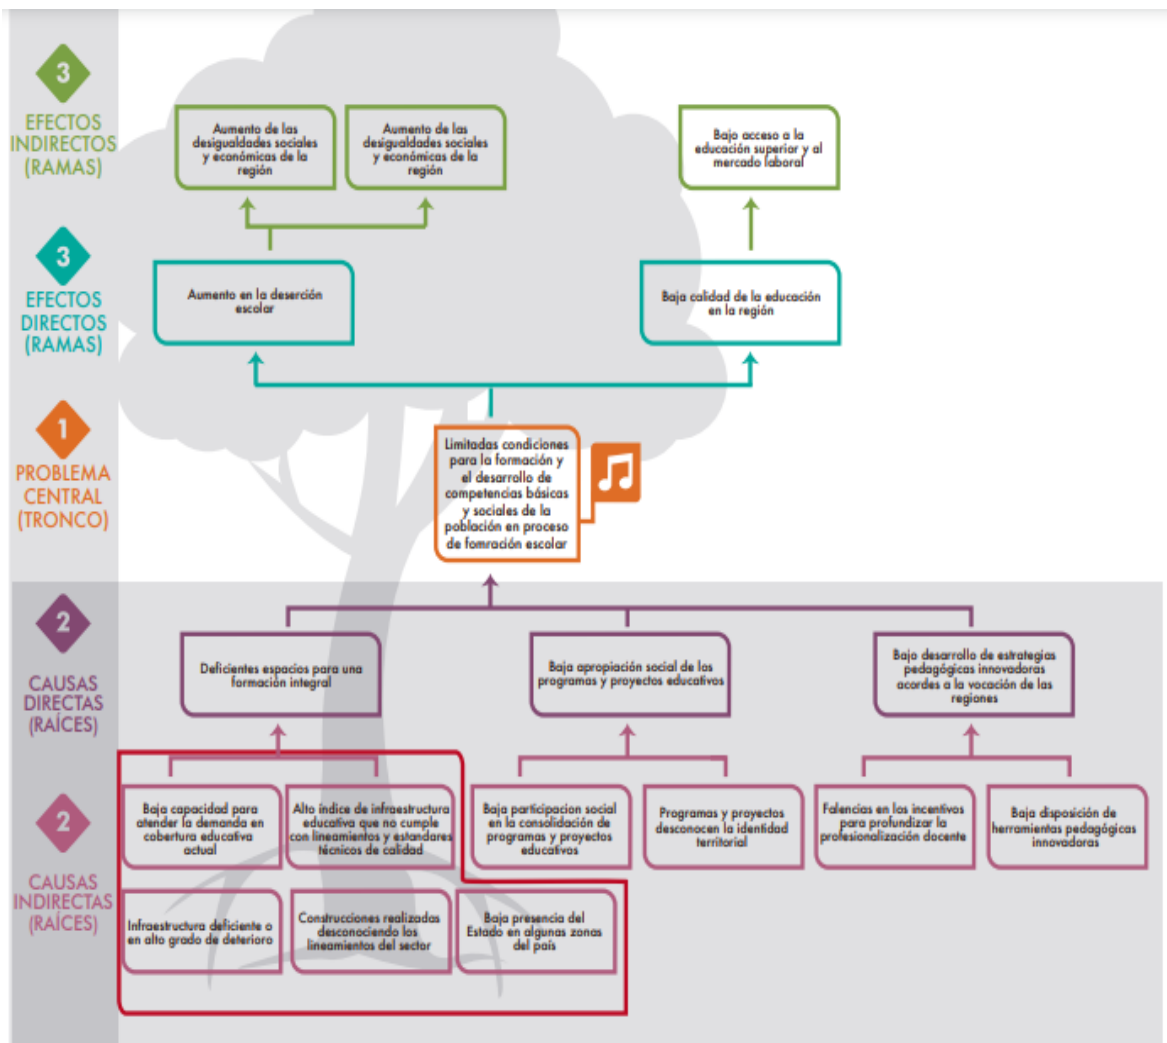 3
EFECTOS
INDIRECTOS
(RAMAS)
Aumento de las
desigualdades sociales
y económicas de la
región
Aumento de las
desigualdades sociales
y económicas de la
región
Bajo acceso a la
educación superior y al
mercado laboral
3
EFECTOS
DIRECTOS
(RAMAS)
Aumento en la deserción
escolar
Baja calidad de la educación
en la región
1
PROBLEMA
CENTRAL
(TRONCO)
Limitadas condiciones
para la formación y
el desarrollo de
competencias básicas
y sociales de la
población en proceso
de fomración escolar
2
CAUSAS
DIRECTAS
(RAÍCES)
Deficientes espacios para una
formación integral
Baja apropiación social de los
programas y proyectos educativos
Bajo desarrollo de estrategias
pedagógicas innovadoras
acordes a la vocación de las
regiones
2
CAUSAS
INDIRECTAS
(RAÍCES)
Baja capacidad para
atender la demanda en
cobertura educativa
actual
Alto índice de infraestructura
educativa que no cumple
con lineamientos y estandares
técnicos de calidad
Baja participacion social
en la consolidación de
programas y proyectos
educativos
Programas y proyectos
desconocen la identidad
territorial
Falencias en los incentivos
para profundizar la
profesionalización docente
Baja disposición de
herramientas pedagógicas
innovadoras
Infraestructura deficiente o
en alto grado de deterioro
Construcciones realizadas
desconociendo los
lineamientos del sector
Baja presencia del
Estado en algunas zonas
del país